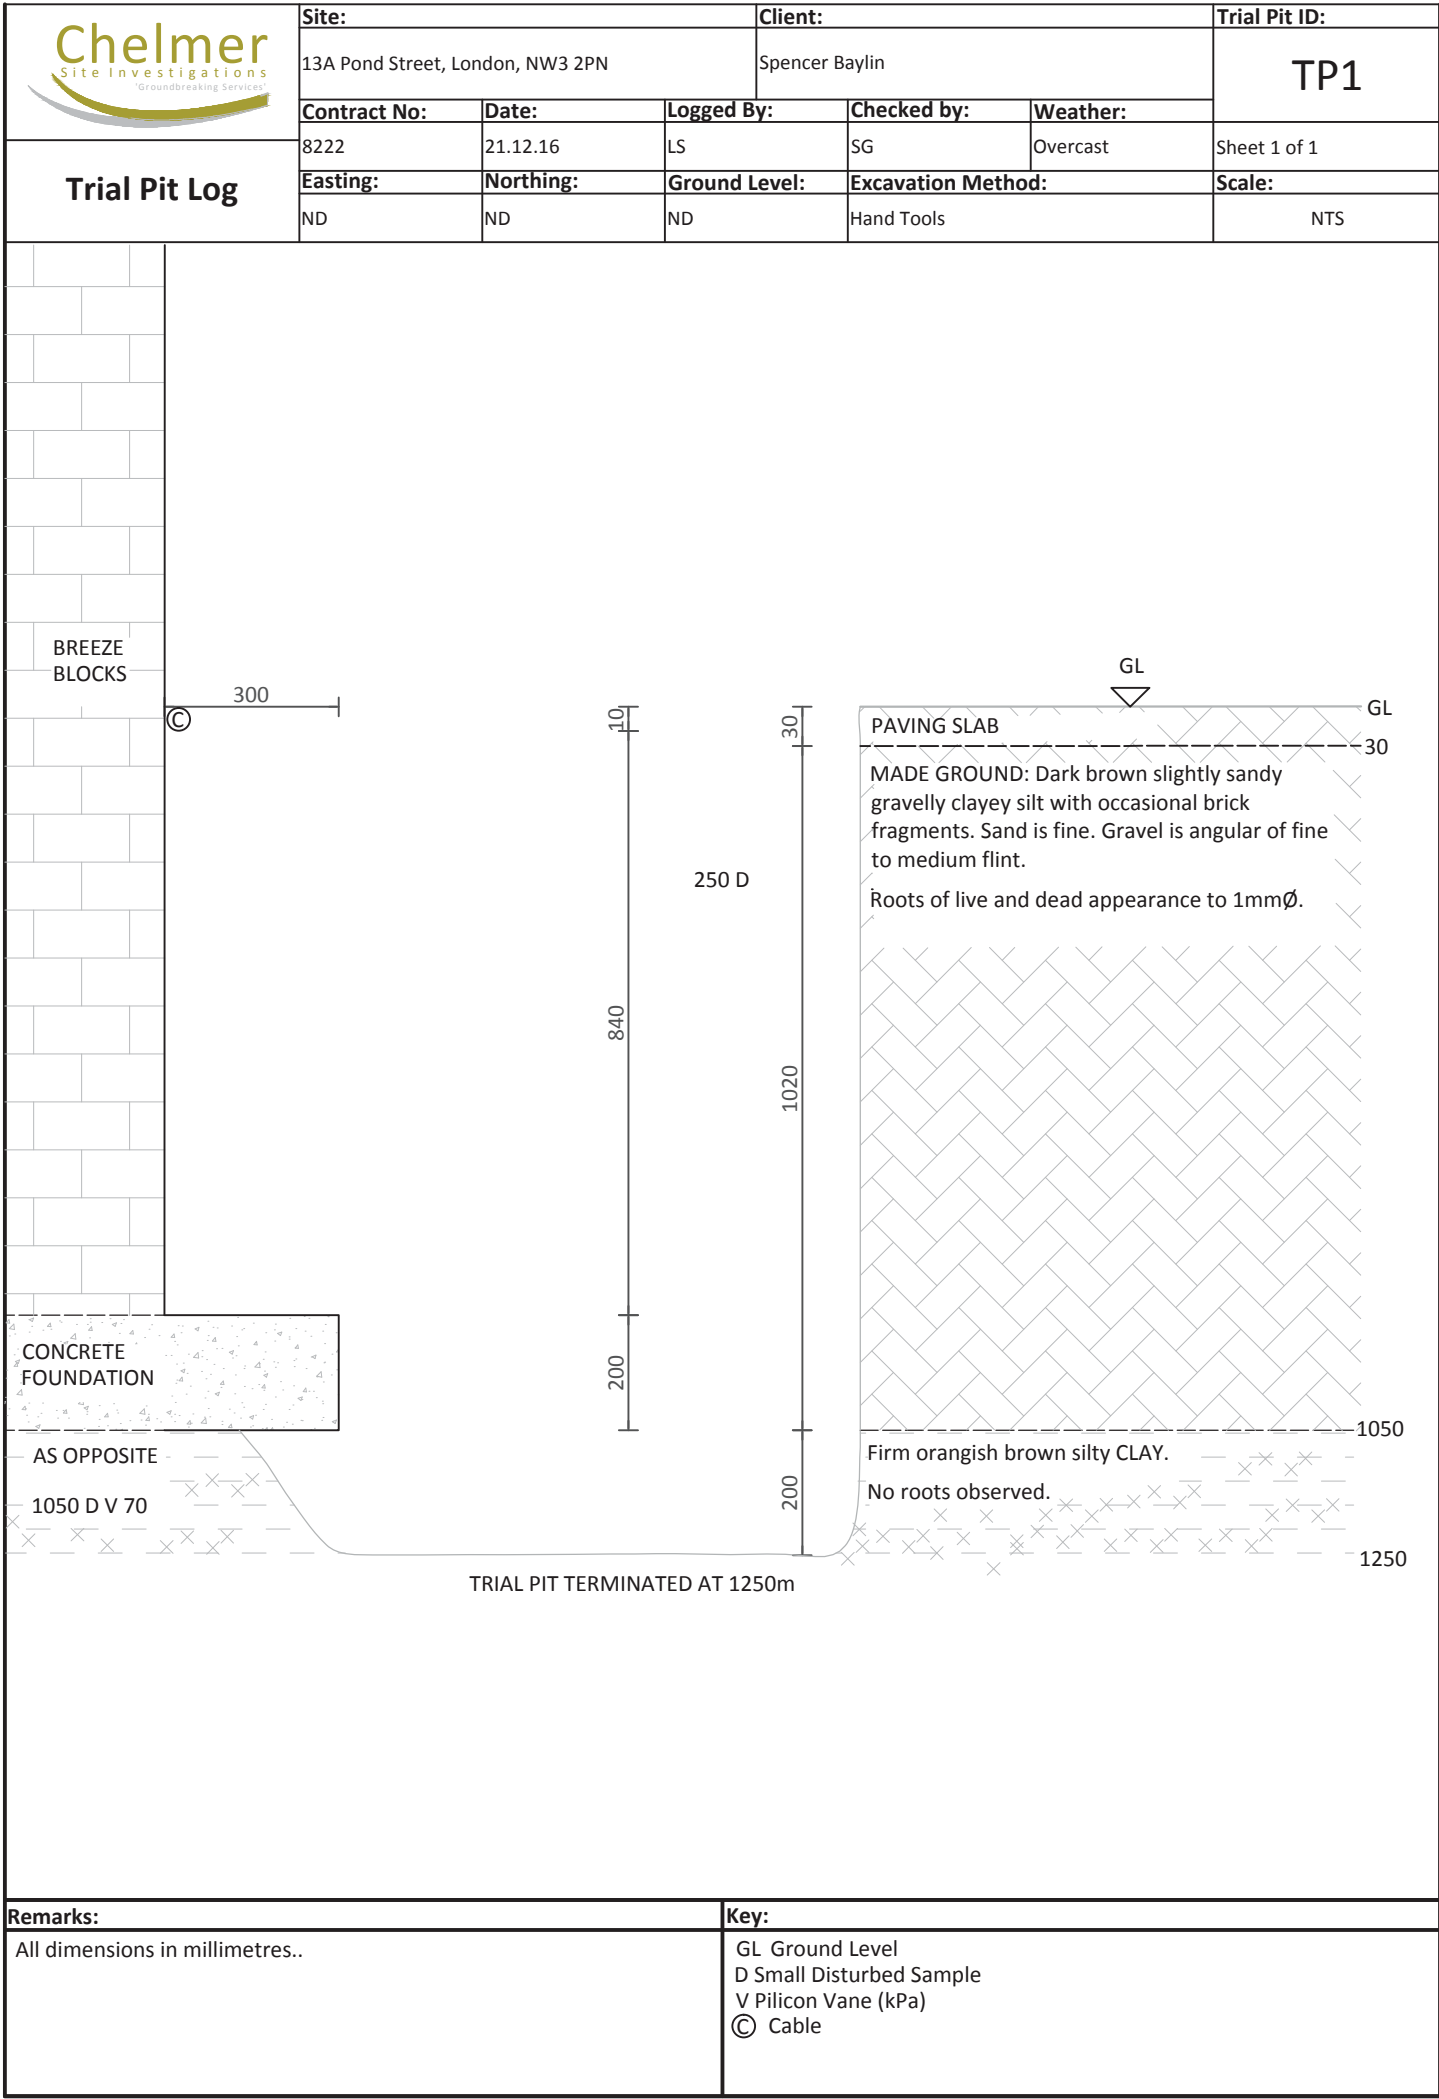 Chelmer
Site Investigations
'Groundbreaking Services'
Trial Pit Log
Site:
13A Pond Street, London, NW3 2PN
Client:
Spencer Baylin
Trial Pit ID:
TP1
Contract No:
8222
Date:
21.12.16
Logged By:
LS
Checked by:
SG
Weather:
Overcast
Sheet 1 of 1
Easting:
ND
Northing:
ND
Ground Level:
ND
Excavation Method:
Hand Tools
Scale:
NTS
BREEZE
BLOCKS
300
©
10
30
GL
GL
PAVING SLAB
30
MADE GROUND: Dark brown slightly sandy
gravelly clayey silt with occasional brick
fragments. Sand is fine. Gravel is angular of fine
to medium flint.
250 D
Roots of live and dead appearance to 1mmØ.
840
1020
CONCRETE
FOUNDATION
200
1050
AS OPPOSITE
1050 D V 70
200
Firm orangish brown silty CLAY.
No roots observed.
1250
TRIAL PIT TERMINATED AT 1250m
Remarks:
All dimensions in millimetres..
Key:
GL Ground Level
D Small Disturbed Sample
V Pilicon Vane (kPa)
© Cable